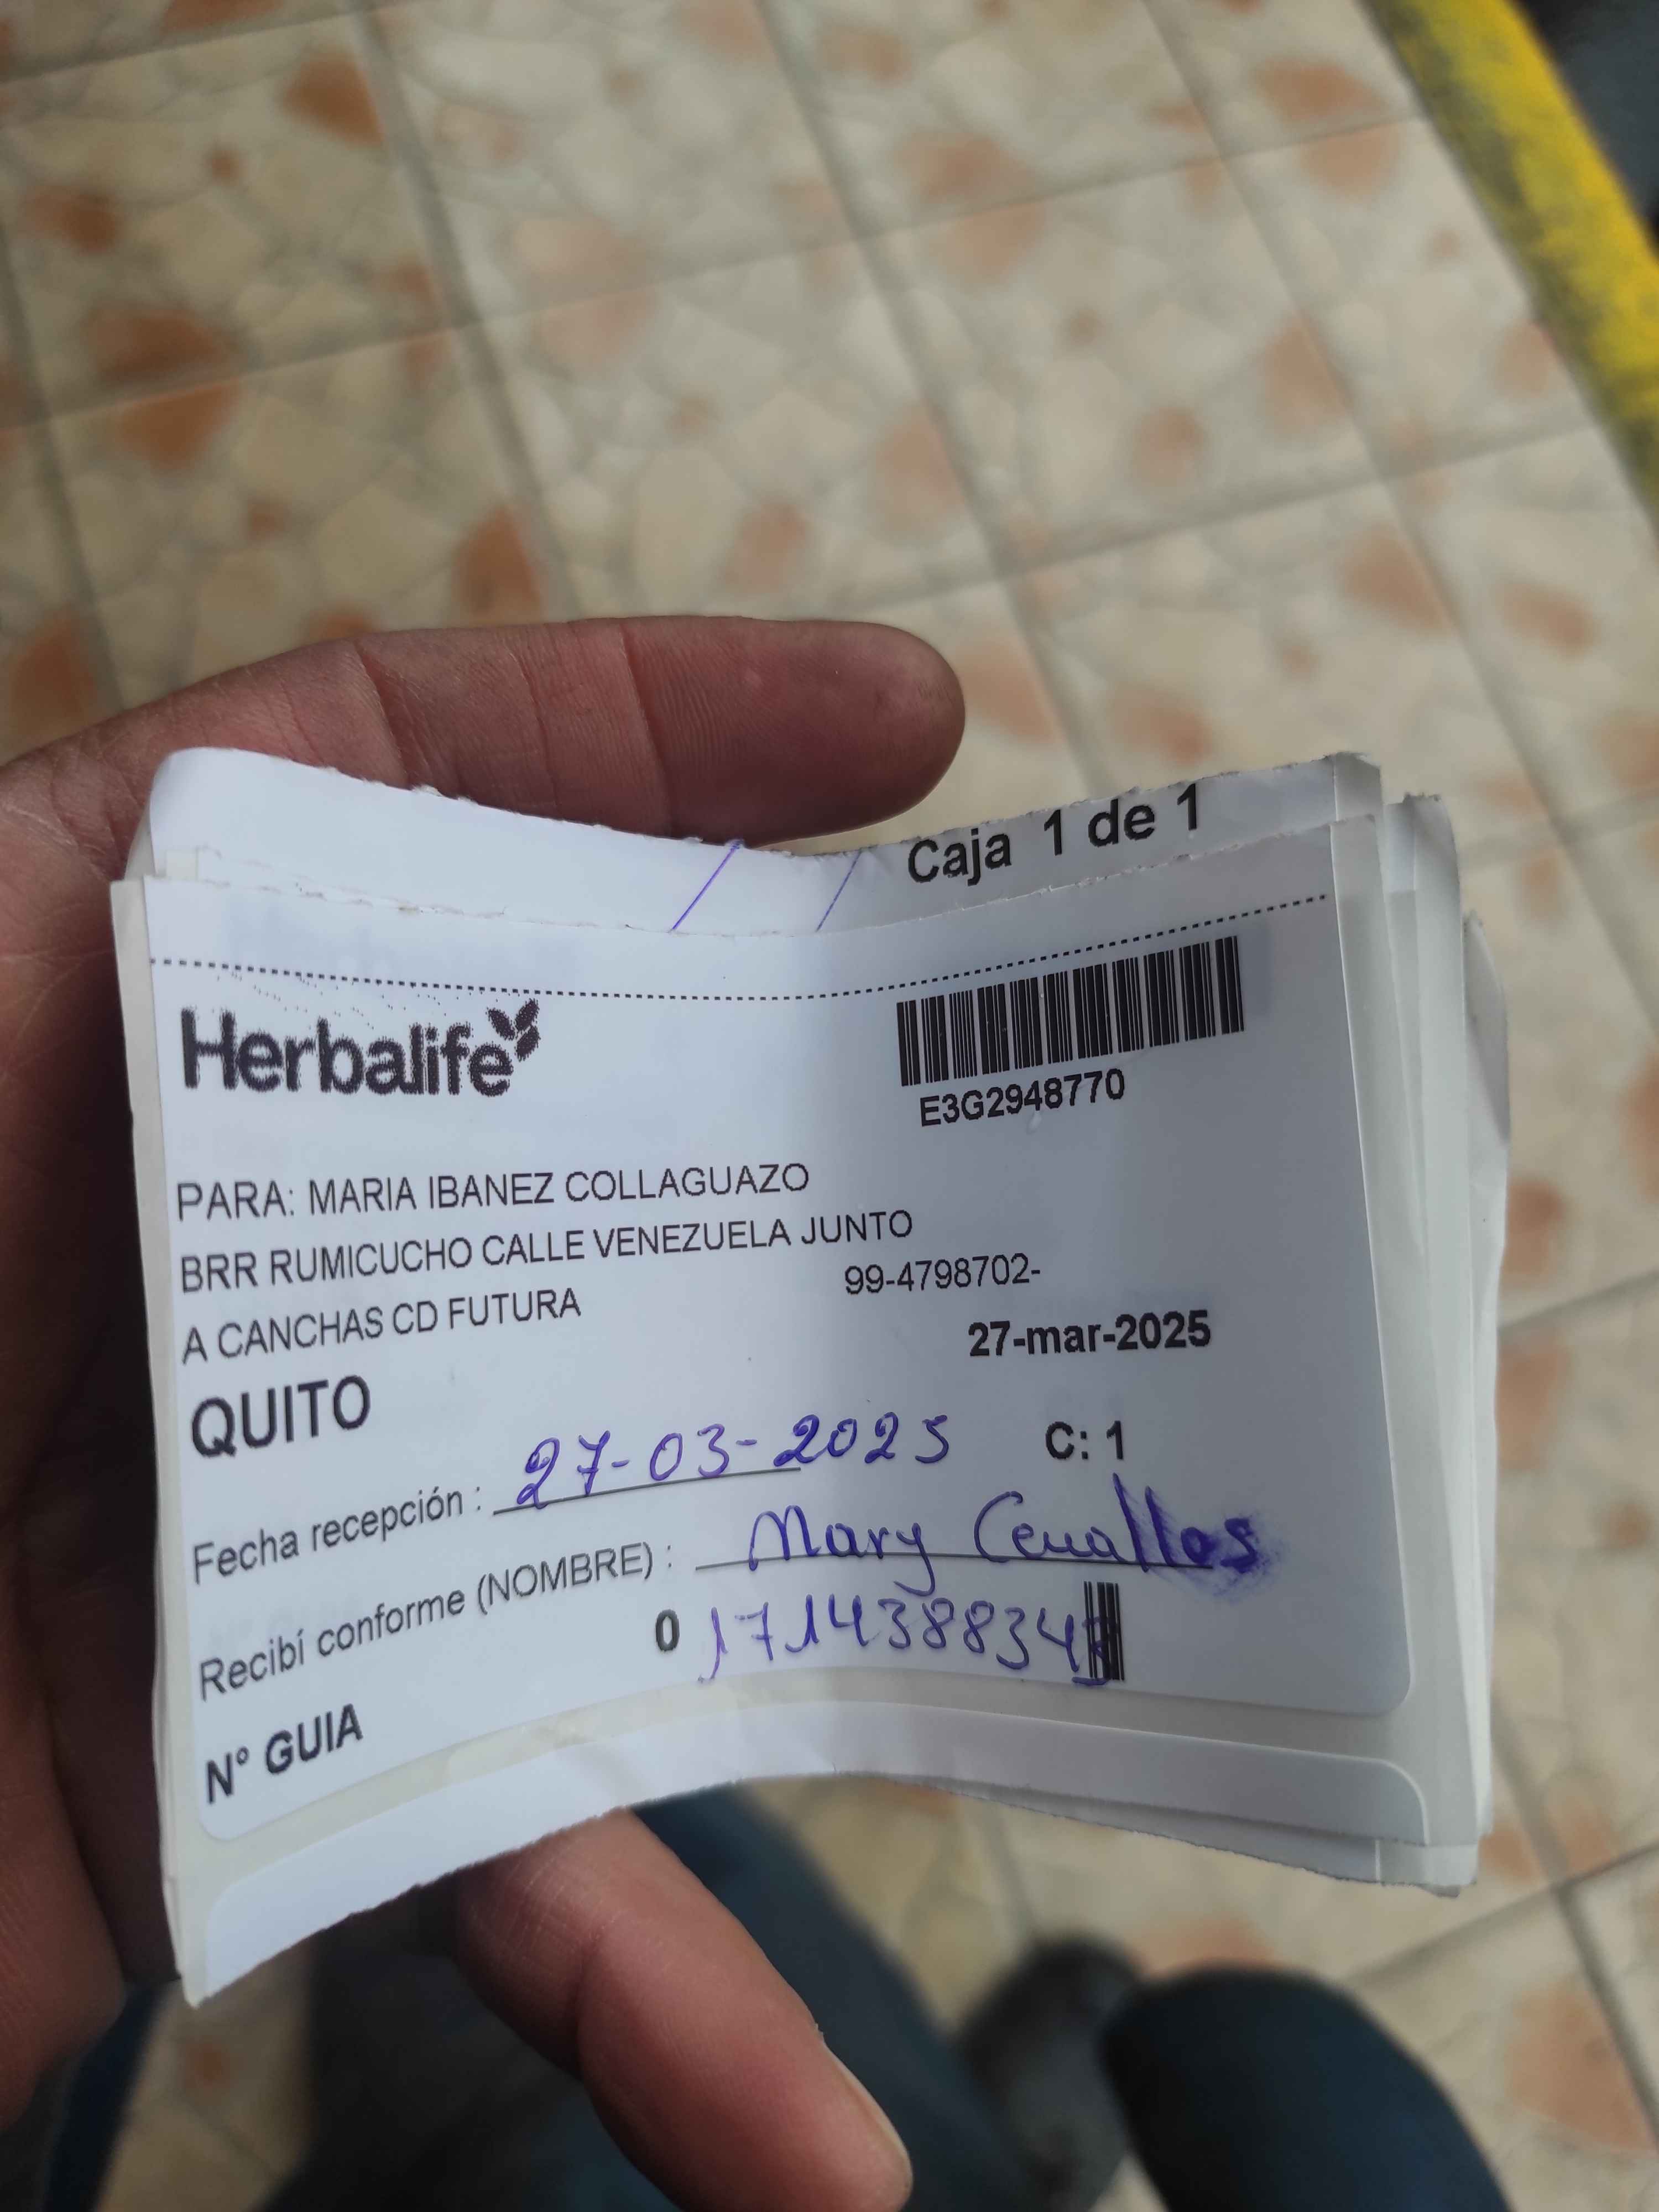 Caja 1 de 1
Herbalife
E3G2948770
PARA: MARIA IBANEZ COLLAGUAZO
BRR RUMICUCHO CALLE VENEZUELA JUNTO
A CANCHAS CD FUTURA 99-4798702-
27-mar-2025
QUITO
C: 1
Fecha recepción : 27-03-2025
Recibí conforme (NOMBRE) : Mary Cevallos
0
N° GUIA